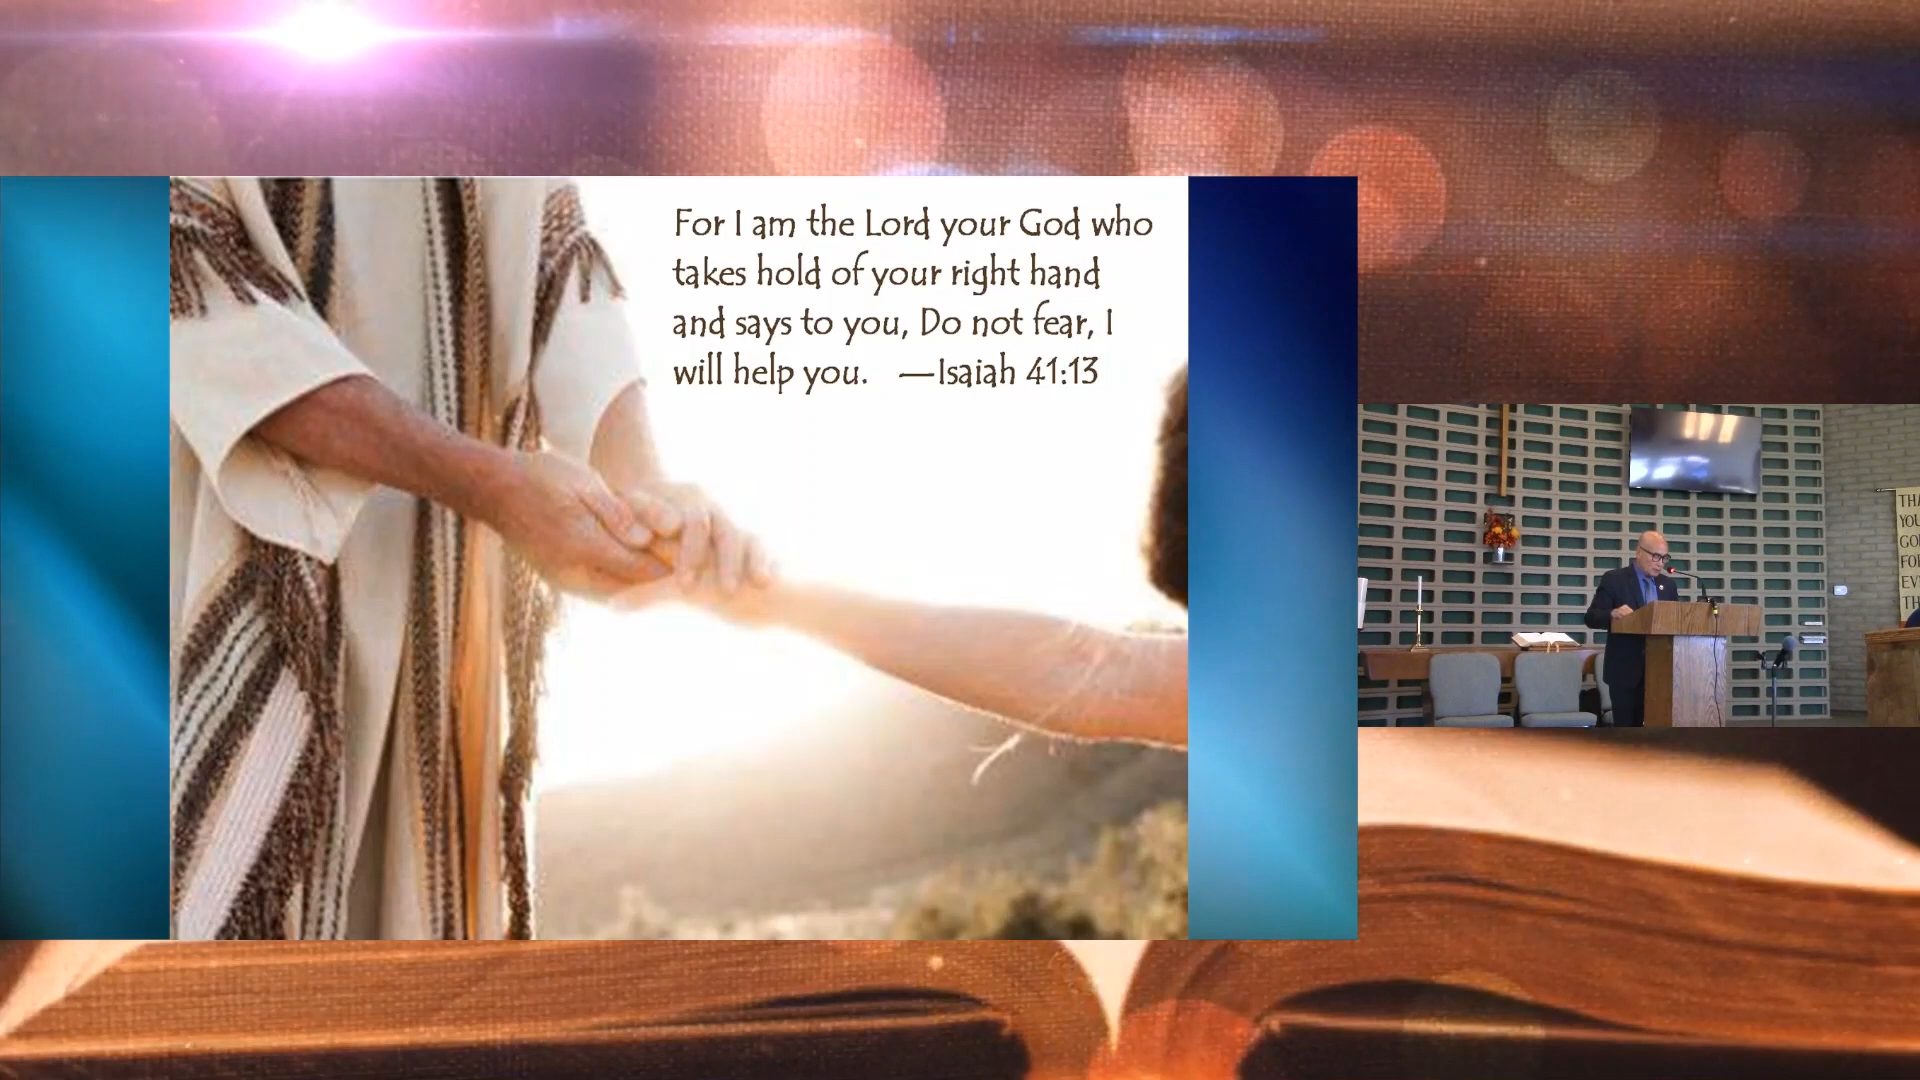 For I am the Lord your God who
takes hold of your right hand
and says to you, Do not fear, I
will help you. —Isaiah 41:13